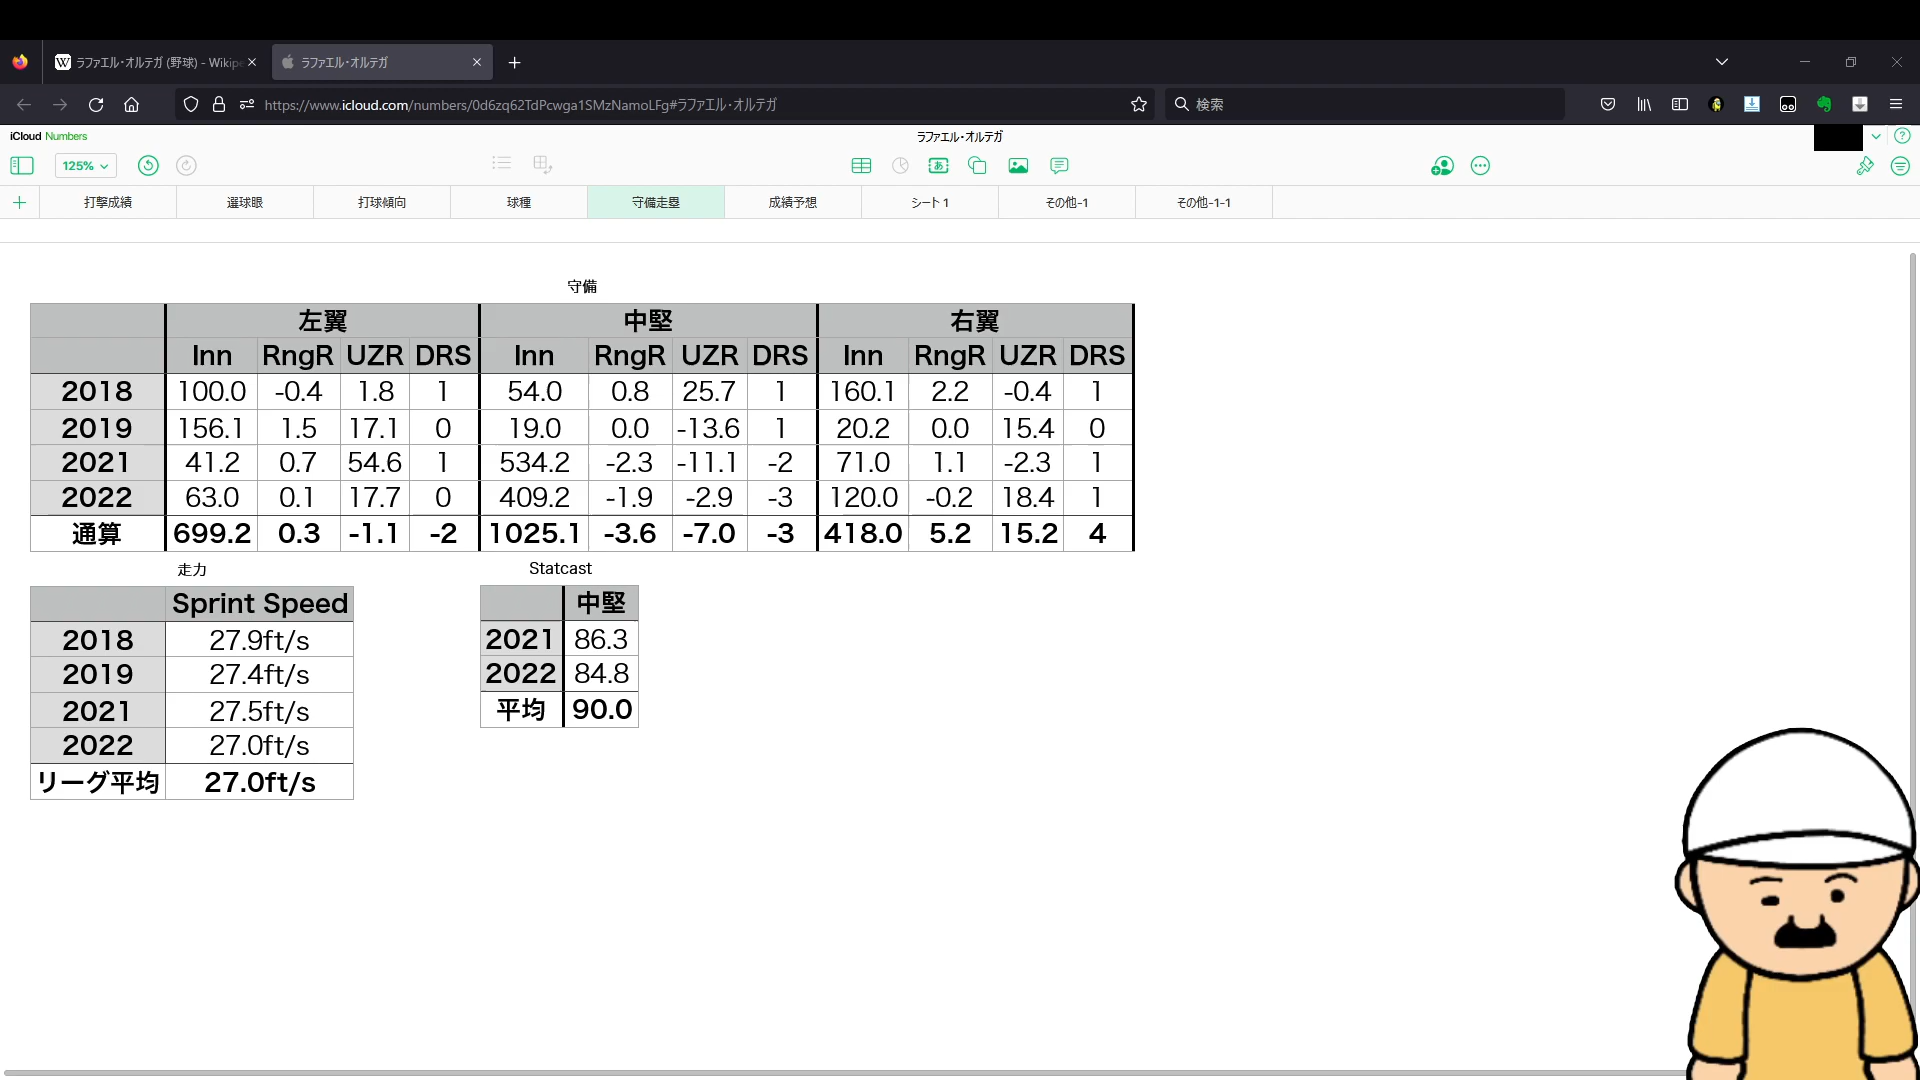 ラファエル・オルテガ (野球) - Wikipe
ラファエル・オルテガ
https://www.icloud.com/numbers/0d6zq62TdPcwga1SMzNamoLFg#ラファエル・オルテガ
検索
iCloud Numbers
ラファエル・オルテガ
125%
打撃成績 選球眼 打球傾向 球種 守備走塁 成績予想 シート 1 その他-1 その他-1-1
守備
左翼 中堅 右翼
Inn RngR UZR DRS Inn RngR UZR DRS Inn RngR UZR DRS
2018 100.0 -0.4 1.8 1 54.0 0.8 25.7 1 160.1 2.2 -0.4 1
2019 156.1 1.5 17.1 0 19.0 0.0 -13.6 1 20.2 0.0 15.4 0
2021 41.2 0.7 54.6 1 534.2 -2.3 -11.1 -2 71.0 1.1 -2.3 1
2022 63.0 0.1 17.7 0 409.2 -1.9 -2.9 -3 120.0 -0.2 18.4 1
通算 699.2 0.3 -1.1 -2 1025.1 -3.6 -7.0 -3 418.0 5.2 15.2 4
走力
Sprint Speed
2018 27.9ft/s
2019 27.4ft/s
2021 27.5ft/s
2022 27.0ft/s
リーグ平均 27.0ft/s
Statcast
中堅
2021 86.3
2022 84.8
平均 90.0